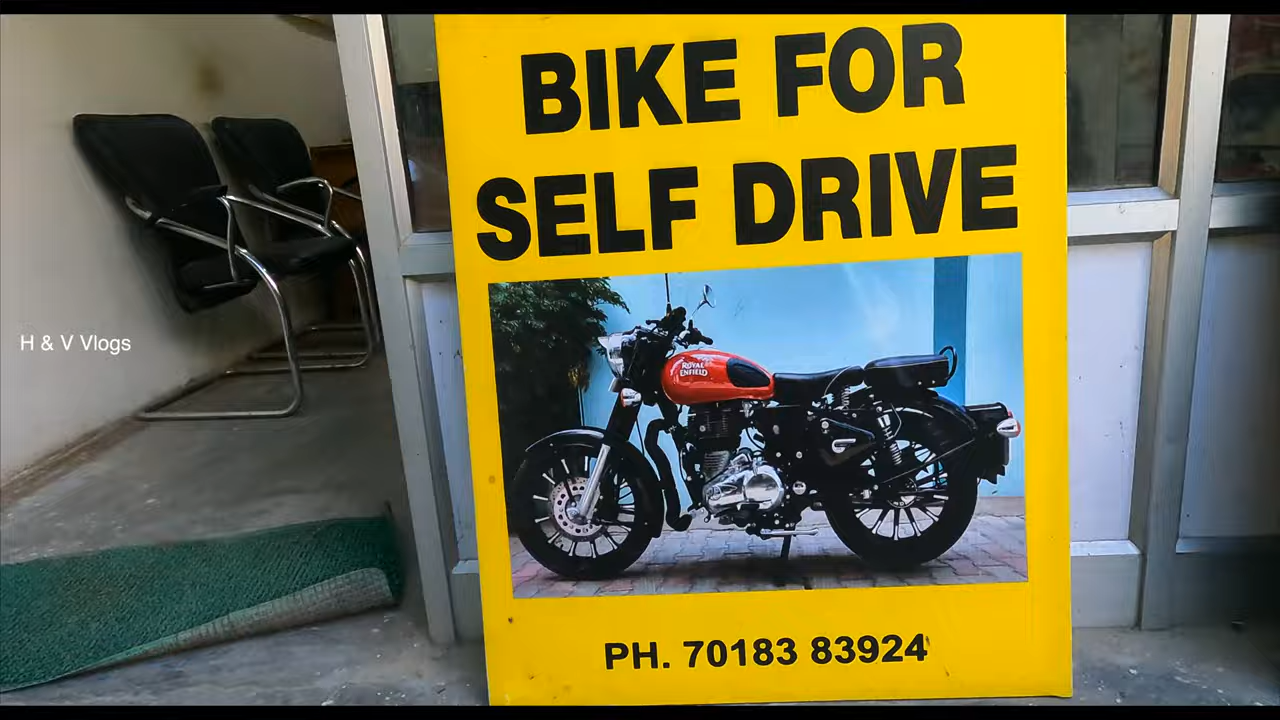 BIKE FOR
SELF DRIVE
H & V Vlogs
ROYAL
ENFIELD
PH. 70183 83924